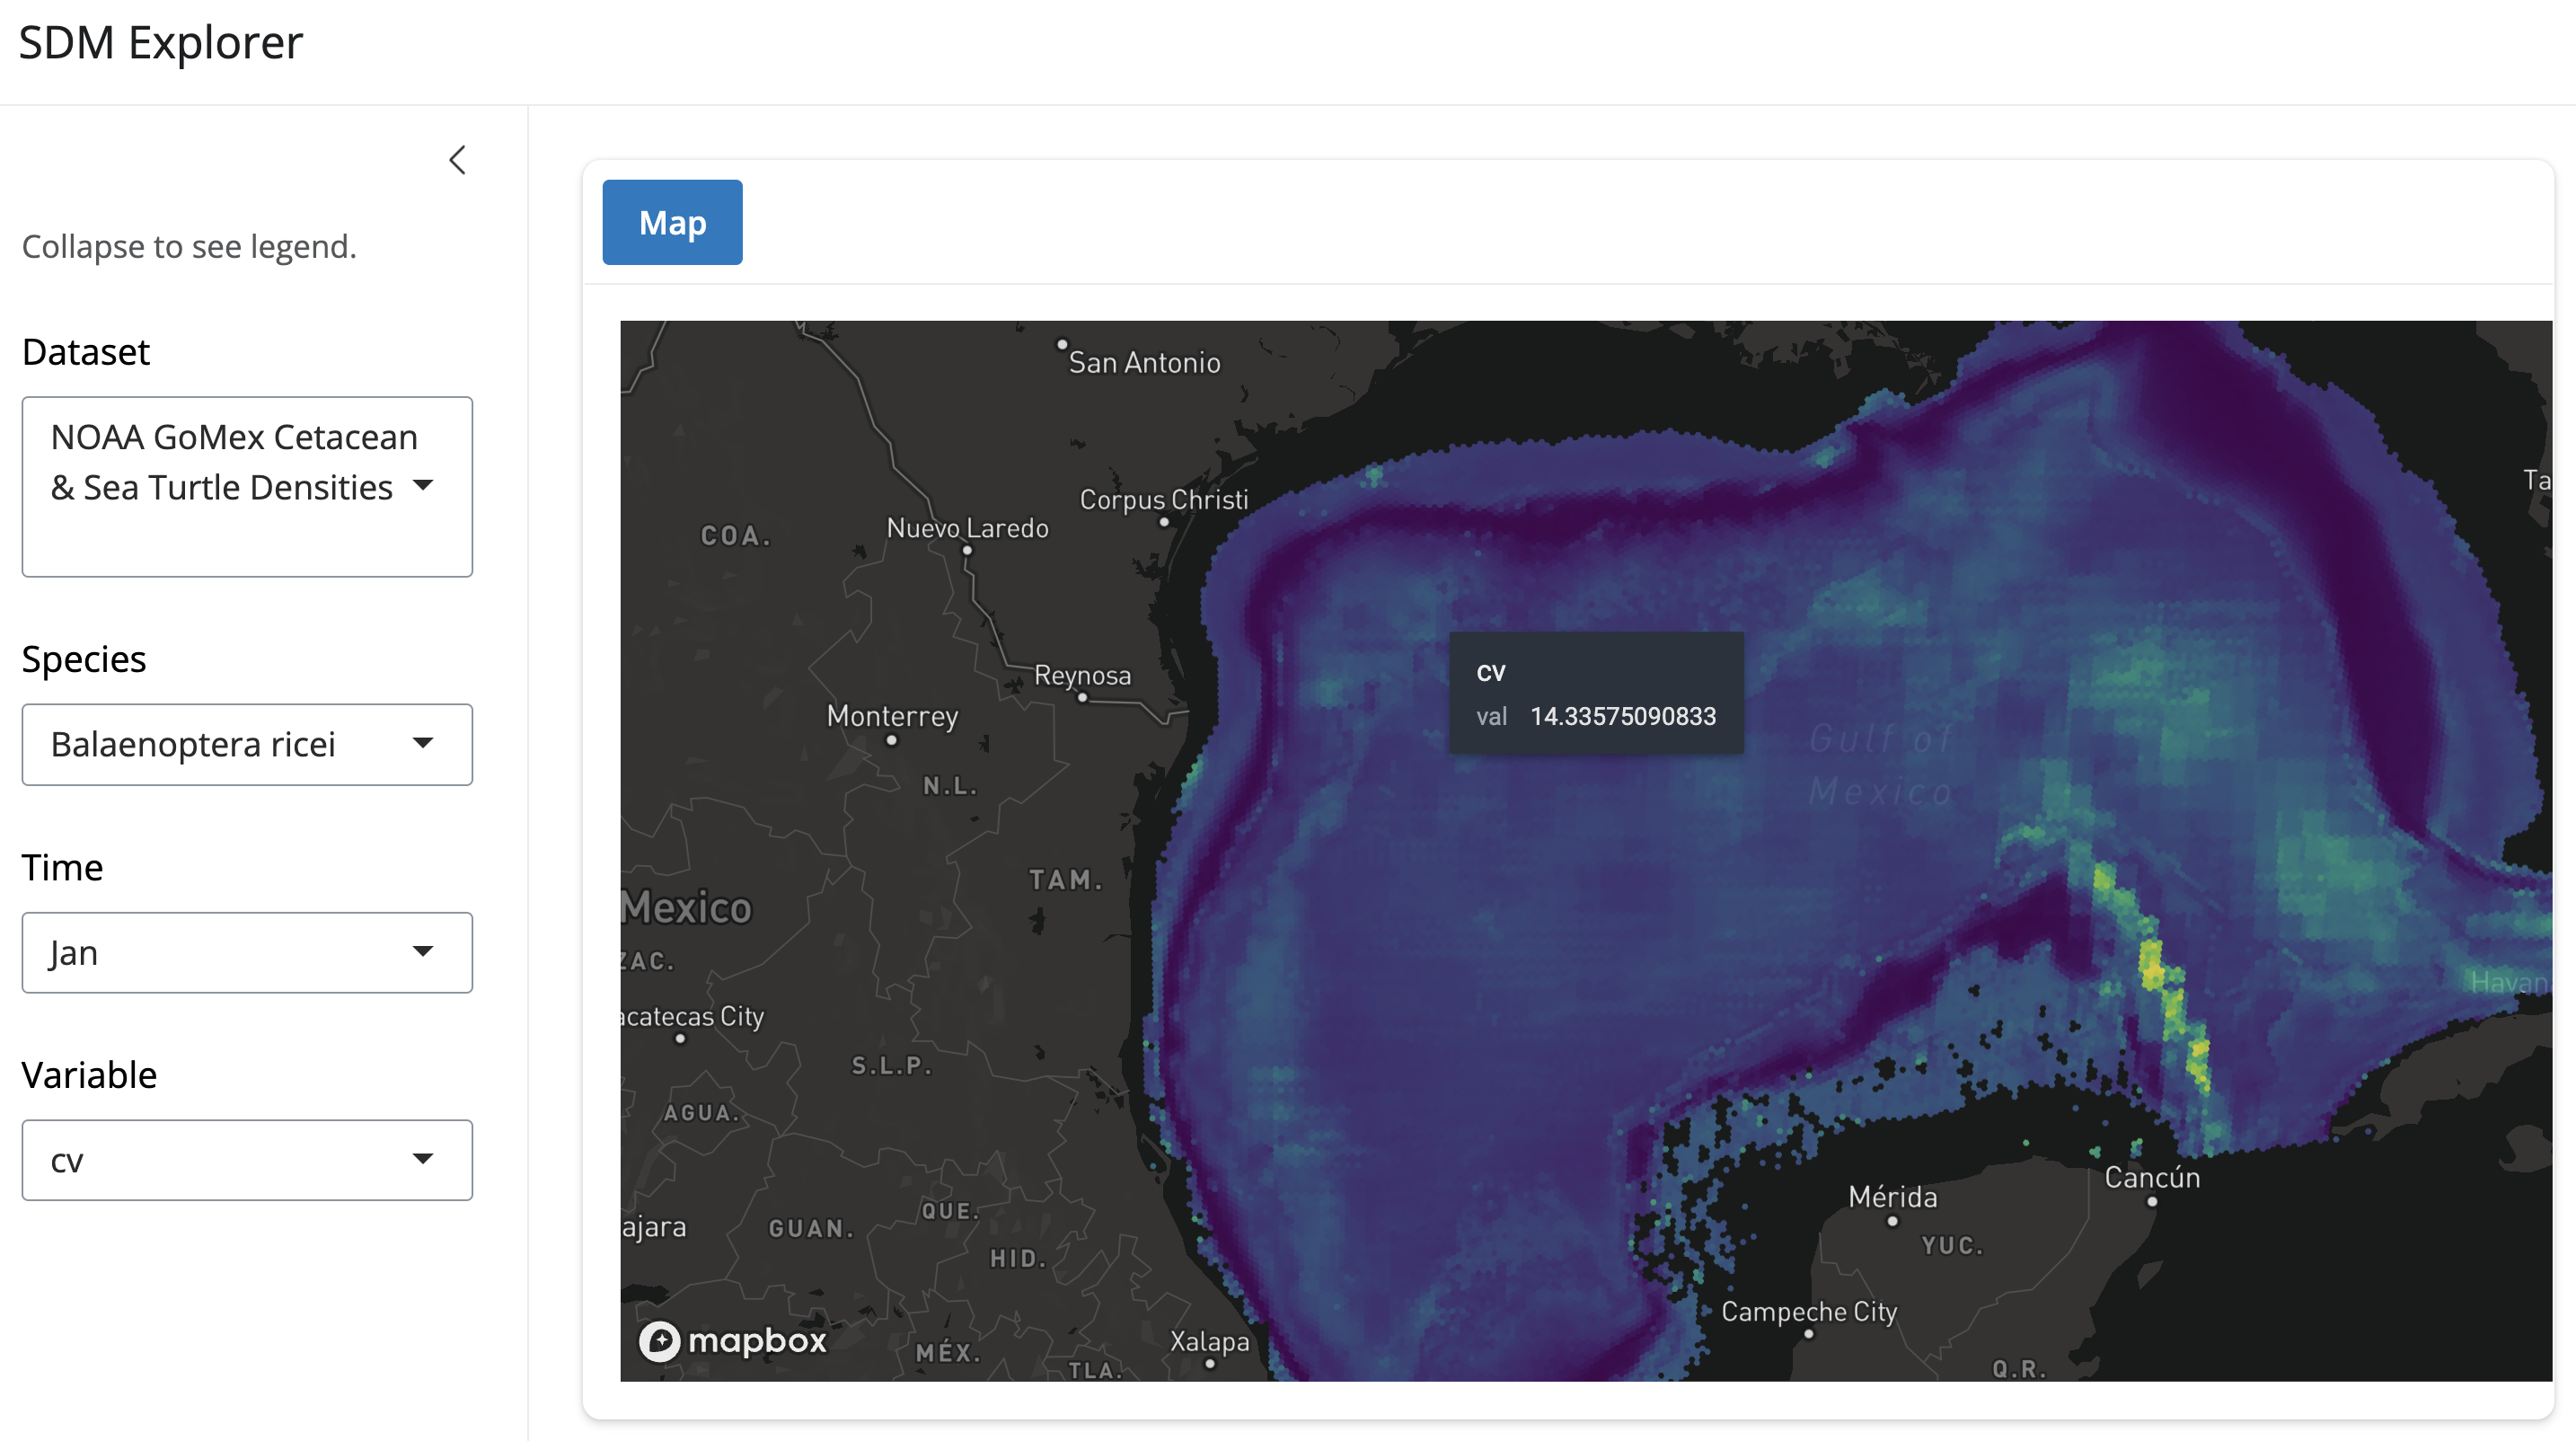 SDM Explorer
Collapse to see legend.
Dataset
NOAA GoMex Cetacean
& Sea Turtle Densities
Species
Balaenoptera ricei
Time
Jan
Variable
cv
Map
San Antonio
Corpus Christi
Nuevo Laredo
COA.
Ta
Reynosa
cv
val 14.33575090833
Monterrey
Gulf of
Mexico
N.L.
TAM.
Mexico
ZAC.
Havan
acatecas City
S.L.P.
AGUA.
Cancún
Mérida
QUE.
ajara
GUAN.
YUC.
HID.
Campeche City
mapbox
Xalapa
MÉX.
TLA.
Q.R.